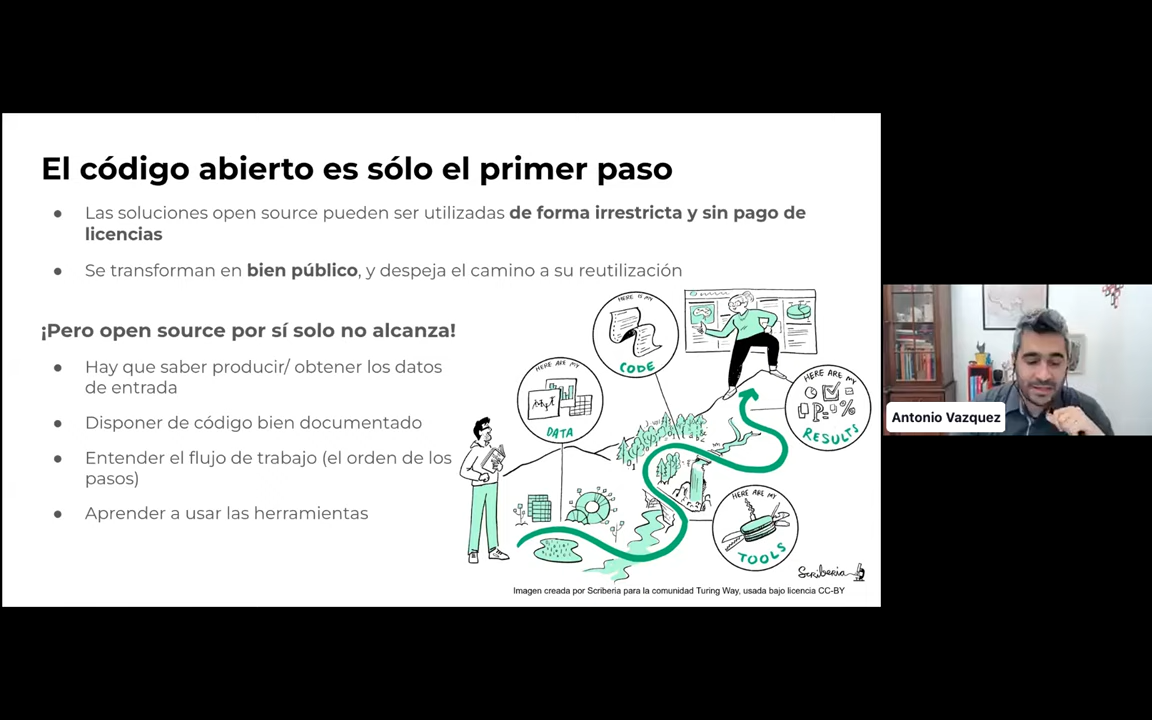 El código abierto es sólo el primer paso
● Las soluciones open source pueden ser utilizadas de forma irrestricta y sin pago de
licencias
● Se transforman en bien público, y despeja el camino a su reutilización
¡Pero open source por sí solo no alcanza!
● Hay que saber producir/ obtener los datos
de entrada
● Disponer de código bien documentado
● Entender el flujo de trabajo (el orden de los
pasos)
● Aprender a usar las herramientas
HERE IS MY
CODE
HERE ARE MY
DATA
HERE ARE MY
RESULTS
HERE ARE MY
TOOLS
Scriberia
Imagen creada por Scriberia para la comunidad Turing Way, usada bajo licencia CC-BY
Antonio Vazquez